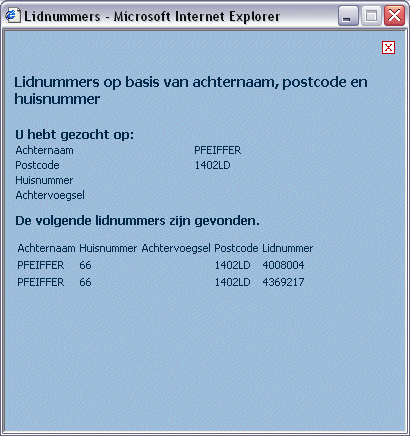 Lidnummers - Microsoft Internet Explorer
Lidnummers op basis van achternaam, postcode en
huisnummer
U hebt gezocht op:
Achternaam PFEIFFER
Postcode 1402LD
Huisnummer
Achtervoegsel
De volgende lidnummers zijn gevonden.
Achternaam Huisnummer Achtervoegsel Postcode Lidnummer
PFEIFFER 66 1402LD 4008004
PFEIFFER 66 1402LD 4369217